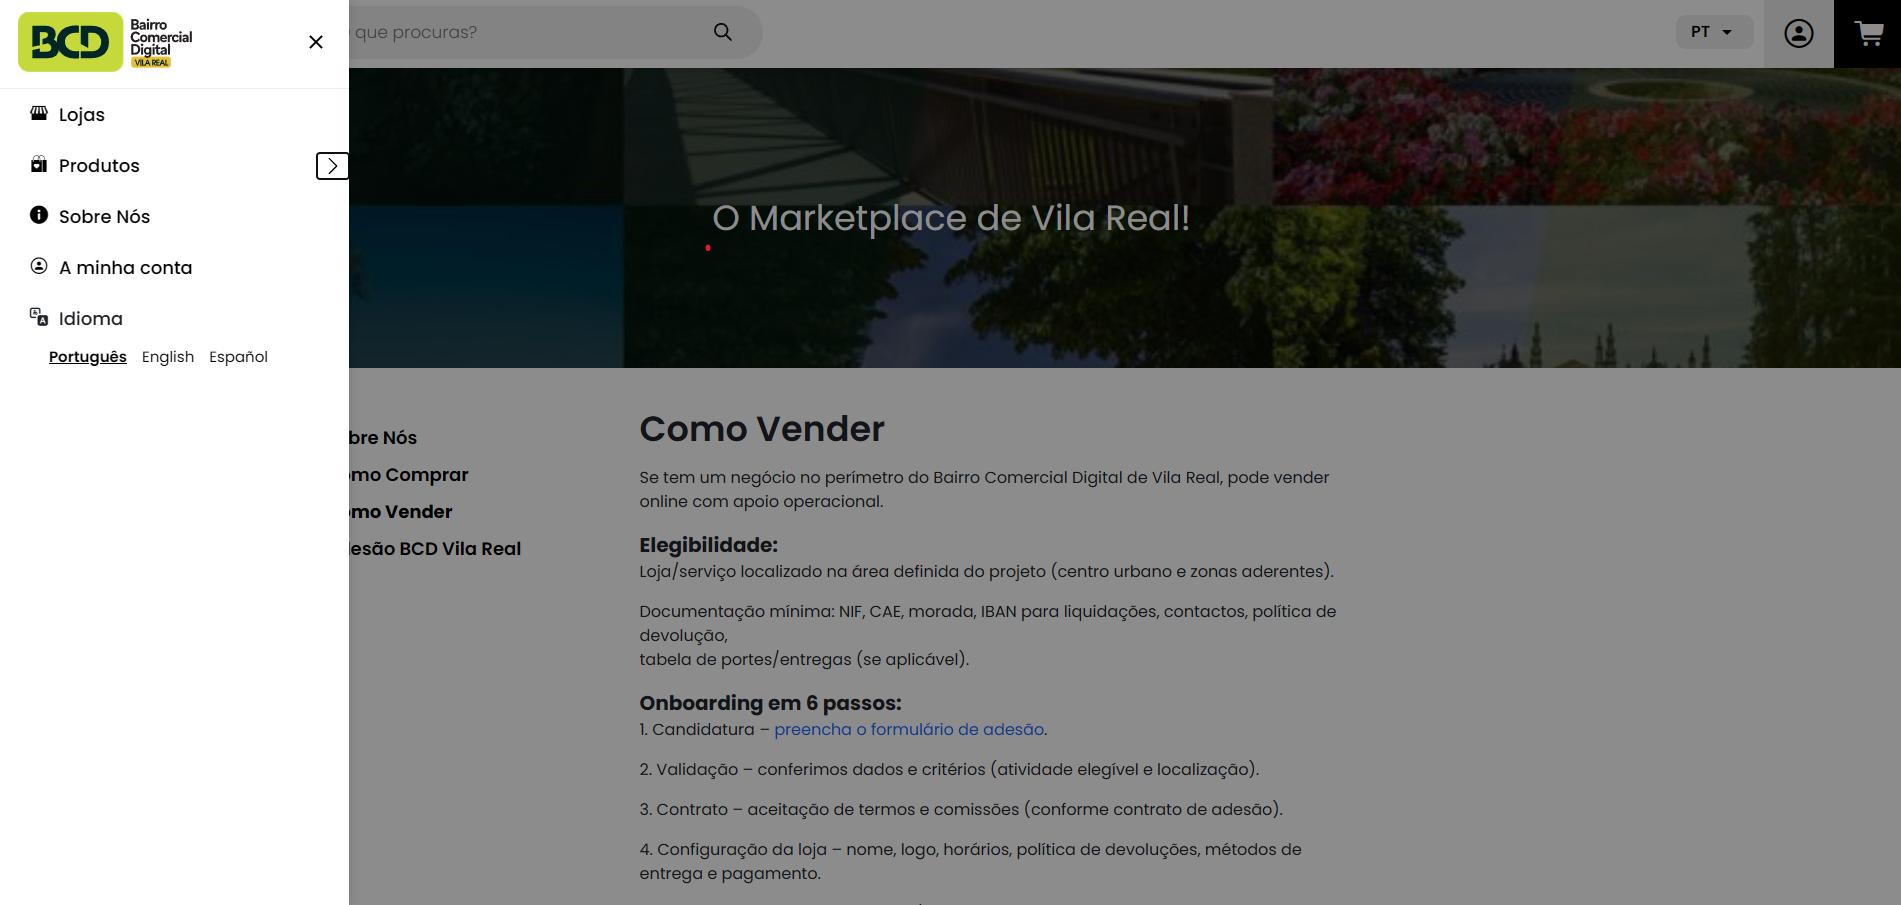 BCD
Bairro
Comercial
Digital
VILA REAL
Lojas
Produtos
Sobre Nós
A minha conta
Idioma
Português English Español
que procuras?
PT
O Marketplace de Vila Real!
bre Nós
mo Comprar
mo Vender
esão BCD Vila Real
Como Vender
Se tem um negócio no perímetro do Bairro Comercial Digital de Vila Real, pode vender
online com apoio operacional.
Elegibilidade:
Loja/serviço localizado na área definida do projeto (centro urbano e zonas aderentes).
Documentação mínima: NIF, CAE, morada, IBAN para liquidações, contactos, política de
devolução,
tabela de portes/entregas (se aplicável).
Onboarding em 6 passos:
1. Candidatura – preencha o formulário de adesão.
2. Validação – conferimos dados e critérios (atividade elegível e localização).
3. Contrato – aceitação de termos e comissões (conforme contrato de adesão).
4. Configuração da loja – nome, logo, horários, política de devoluções, métodos de
entrega e pagamento.